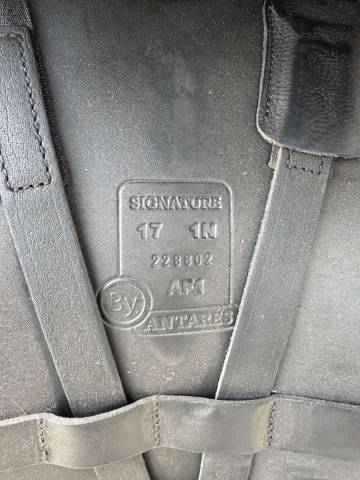 SIGNATURE
17 1N
228802
AF1
By
ANTARES